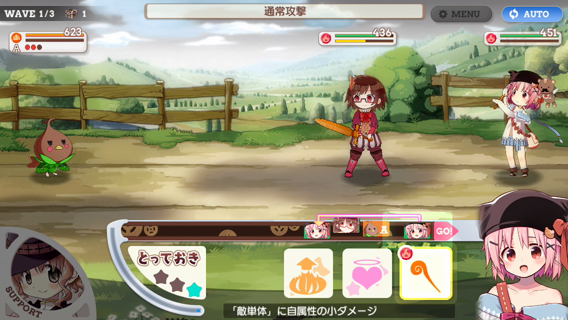 WAVE 1/3
1
通常攻撃
MENU
AUTO
623
A
436
451
A
GO!
とっておき
SUPPORT
「敵単体」に自属性の小ダメージ